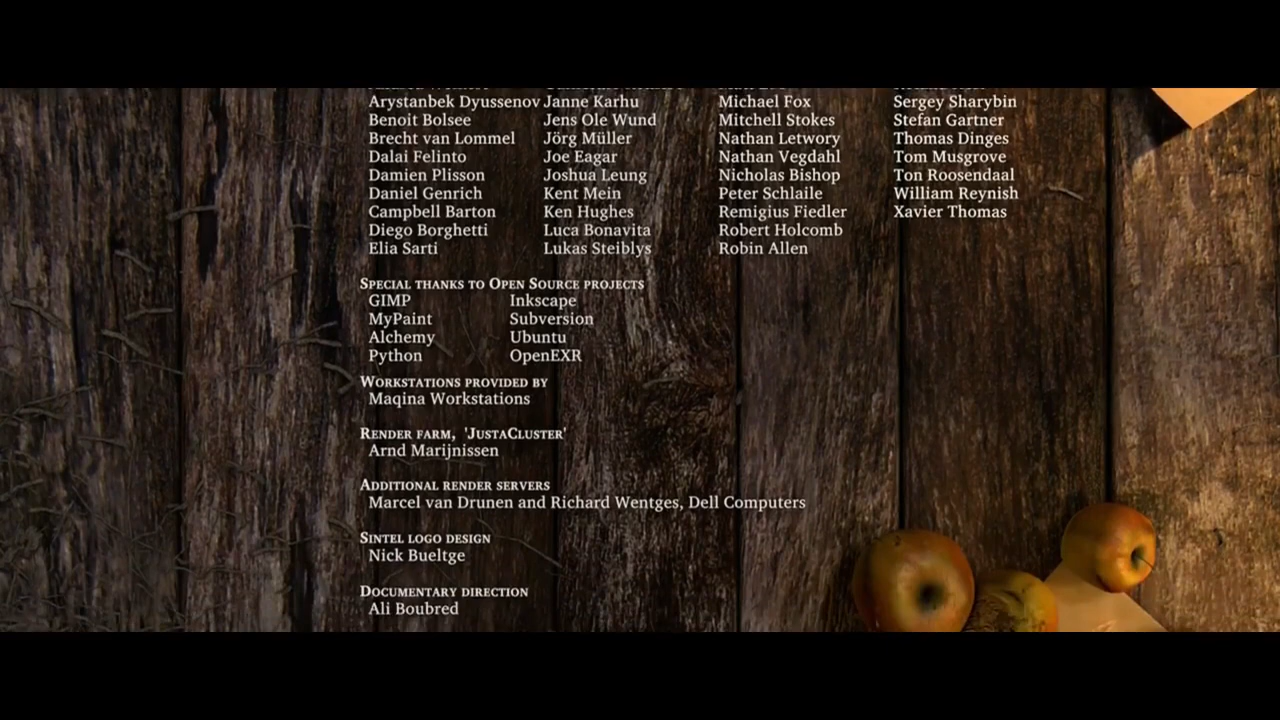 Arystanbek Dyussenov Janne Karhu Michael Fox Sergey Sharybin
Benoit Bolsee Jens Ole Wund Mitchell Stokes Stefan Gartner
Brecht van Lommel Jörg Müller Nathan Letwory Thomas Dinges
Dalai Felinto Joe Eagar Nathan Vegdahl Tom Musgrove
Damien Plisson Joshua Leung Nicholas Bishop Ton Roosendaal
Daniel Genrich Kent Mein Peter Schlaile William Reynish
Campbell Barton Ken Hughes Remigius Fiedler Xavier Thomas
Diego Borghetti Luca Bonavita Robert Holcomb
Elia Sarti Lukas Steiblys Robin Allen
Special thanks to Open Source projects
GIMP Inkscape
MyPaint Subversion
Alchemy Ubuntu
Python OpenEXR
Workstations provided by
Maqina Workstations
Render farm, 'JustaCluster'
Arnd Marijnissen
Additional render servers
Marcel van Drunen and Richard Wentges, Dell Computers
Sintel logo design
Nick Bueltge
Documentary direction
Ali Boubred